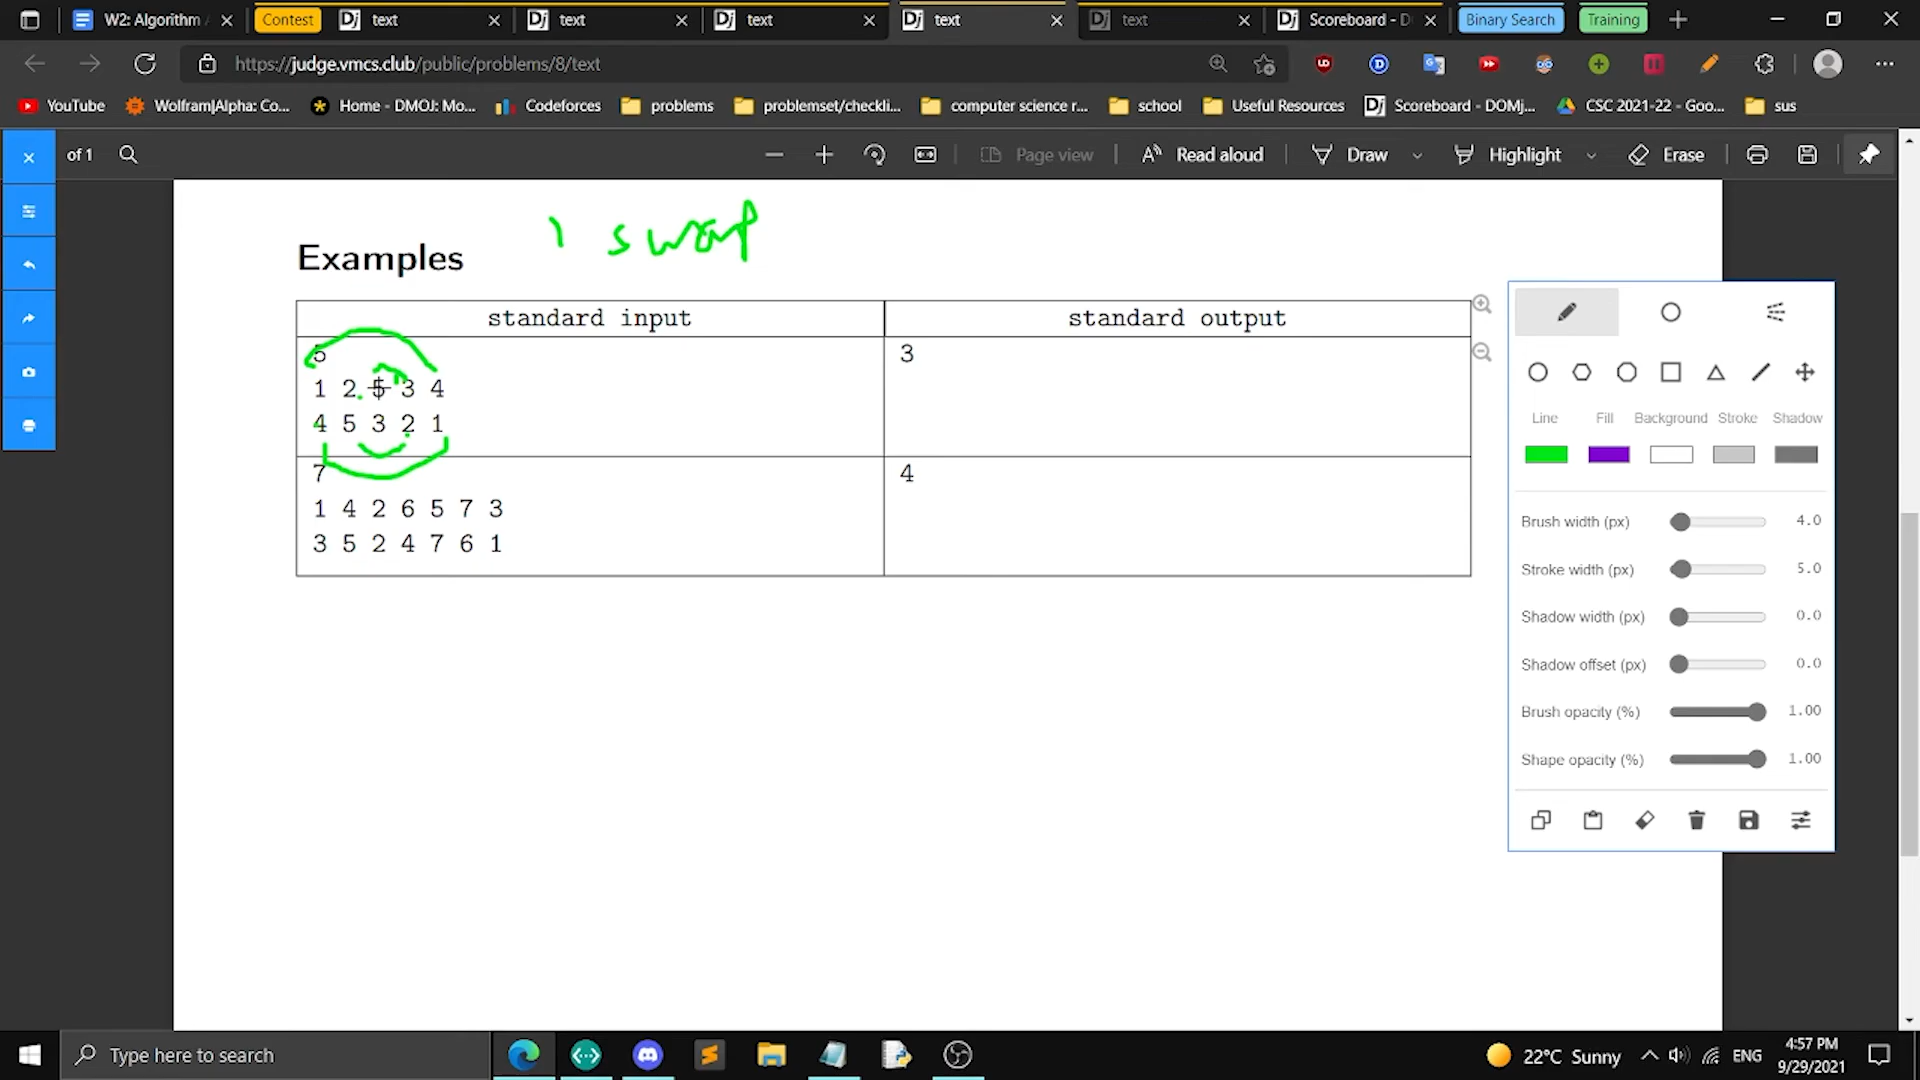 W2: Algorithm
Contest
text
text
text
text
text
Scoreboard - D
Binary Search
Training
https://judge.vmcs.club/public/problems/8/text
YouTube
Wolfram|Alpha: Co...
Home - DMOJ: Mo...
Codeforces
problems
problemset/checkli...
computer science r...
school
Useful Resources
Scoreboard - DOMj...
CSC 2021-22 - Goo...
sus
of 1
Page view
Read aloud
Draw
Highlight
Erase
1 swap
Examples
standard input
standard output
5
3
1 2 5 3 4
4 5 3 2 1
7
4
1 4 2 6 5 7 3
3 5 2 4 7 6 1
Line
Fill
Background
Stroke
Shadow
Brush width (px) 4.0
Stroke width (px) 5.0
Shadow width (px) 0.0
Shadow offset (px) 0.0
Brush opacity (%) 1.00
Shape opacity (%) 1.00
Type here to search
22°C Sunny
ENG
4:57 PM
9/29/2021